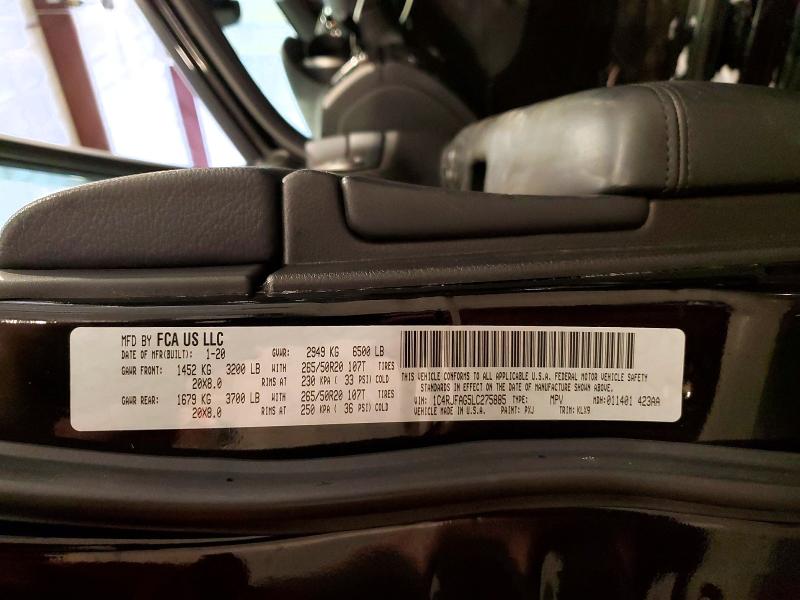 MFD BY FCA US LLC
DATE OF MFR(BUILT): 1-20 GVWR: 2949 KG 6500 LB
GAWR FRONT: 1452 KG 3200 LB WITH 265/50R20 107T TIRES
20X8.0 RIMS AT 230 KPA ( 33 PSI) COLD
GAWR REAR: 1679 KG 3700 LB WITH 265/50R20 107T TIRES
20X8.0 RIMS AT 250 KPA ( 36 PSI) COLD
THIS VEHICLE CONFORMS TO ALL APPLICABLE U.S.A. FEDERAL MOTOR VEHICLE SAFETY
STANDARDS IN EFFECT ON THE DATE OF MANUFACTURE SHOWN ABOVE.
VIN: 1C4RJFAG5LC275885 TYPE: MPV MDH:011401 423AA
VEHICLE MADE IN U.S.A. PAINT: PXJ TRIM: KLX9